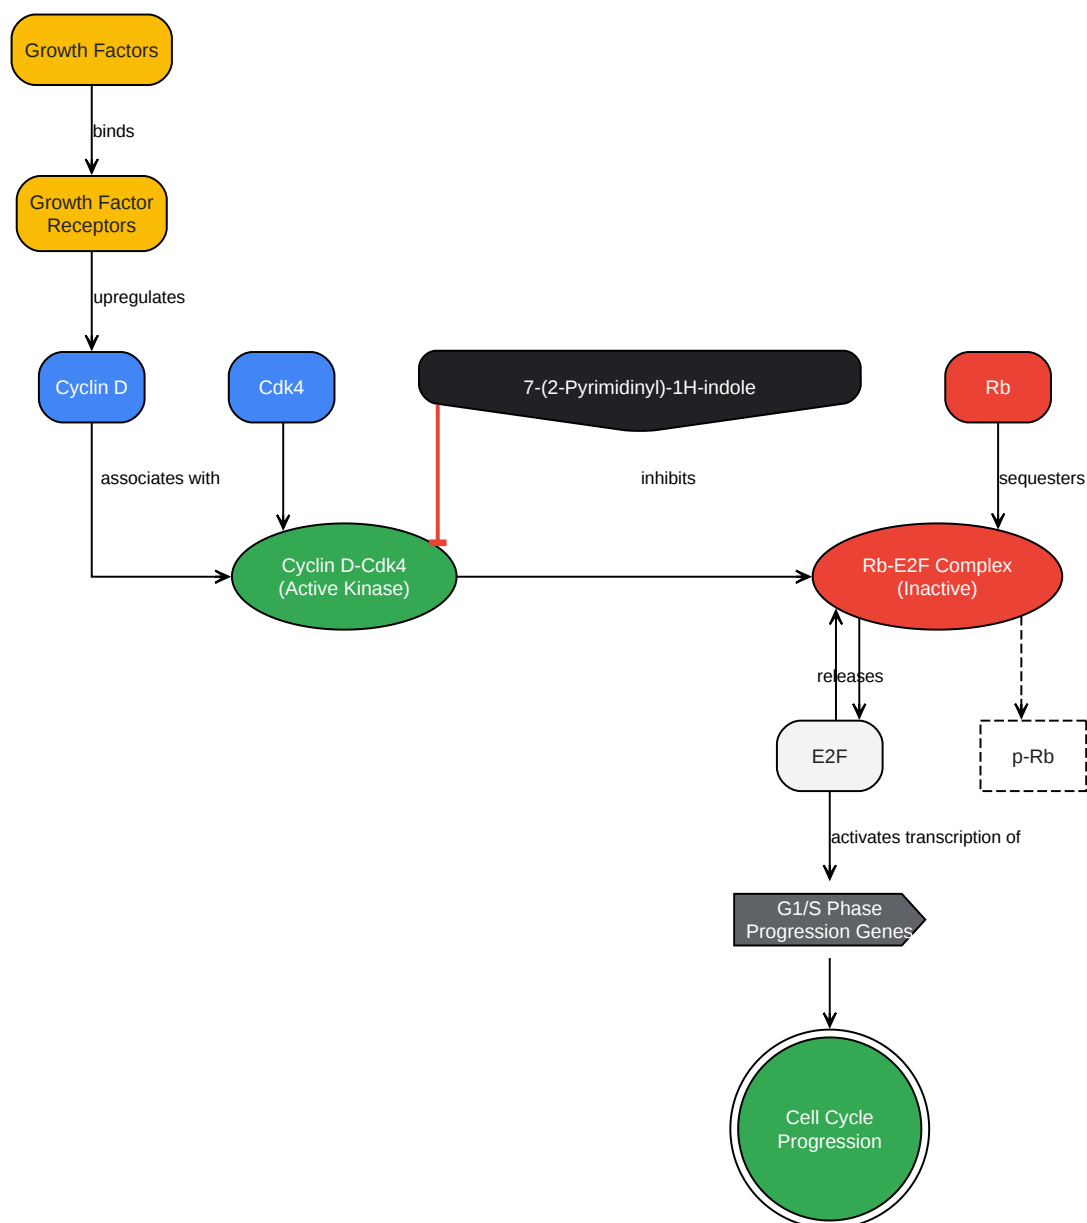 Growth Factors
binds
Growth Factor
Receptors
upregulates
Cyclin D
Cdk4
7-(2-Pyrimidinyl)-1H-indole
Rb
associates with
inhibits
sequesters
Cyclin D-Cdk4
(Active Kinase)
Rb-E2F Complex
(Inactive)
releases
E2F
p-Rb
activates transcription of
G1/S Phase
Progression Genes
Cell Cycle
Progression